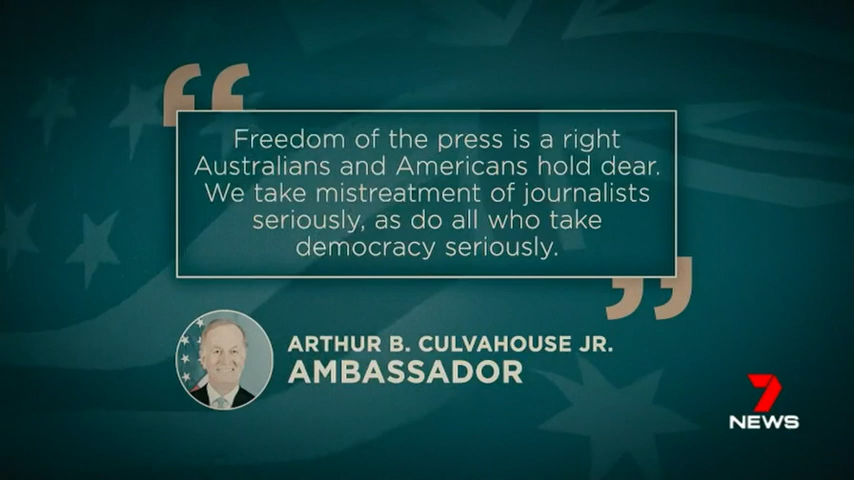 “
Freedom of the press is a right
Australians and Americans hold dear.
We take mistreatment of journalists
seriously, as do all who take
democracy seriously.
”
ARTHUR B. CULVAHOUSE JR.
AMBASSADOR
7
NEWS